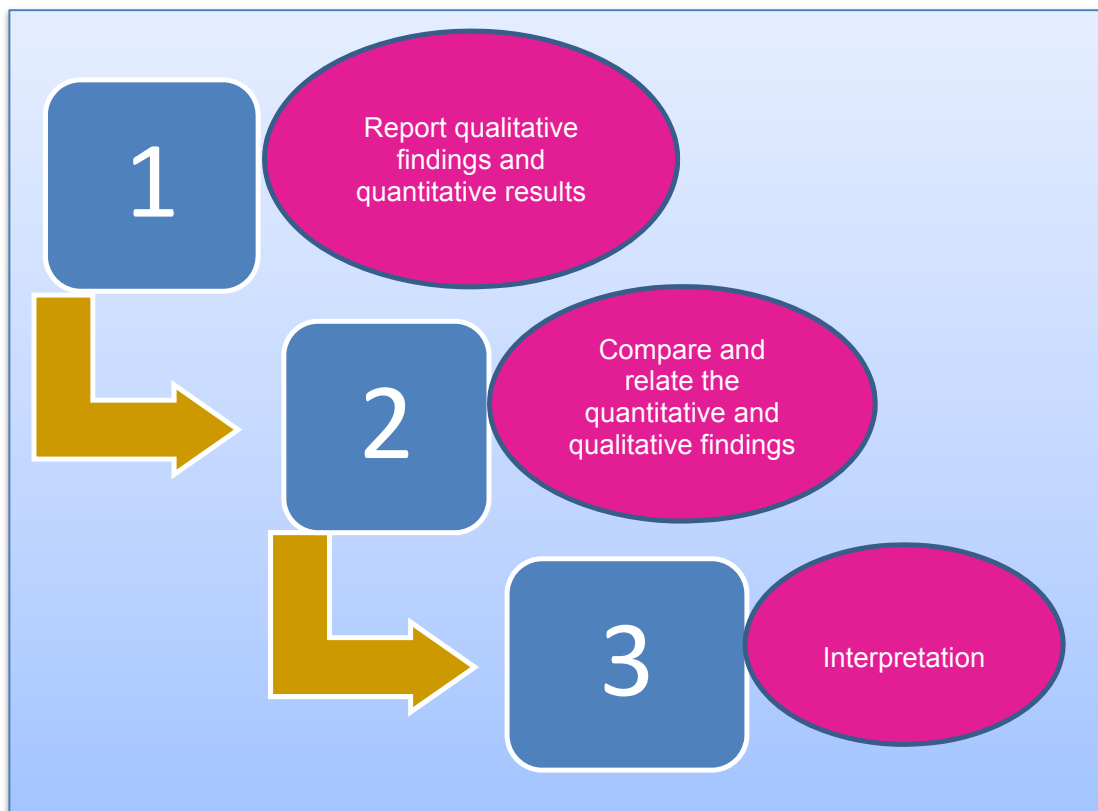 1
Report qualitative
findings and
quantitative results
2
Compare and
relate the
quantitative and
qualitative findings
3
Interpretation